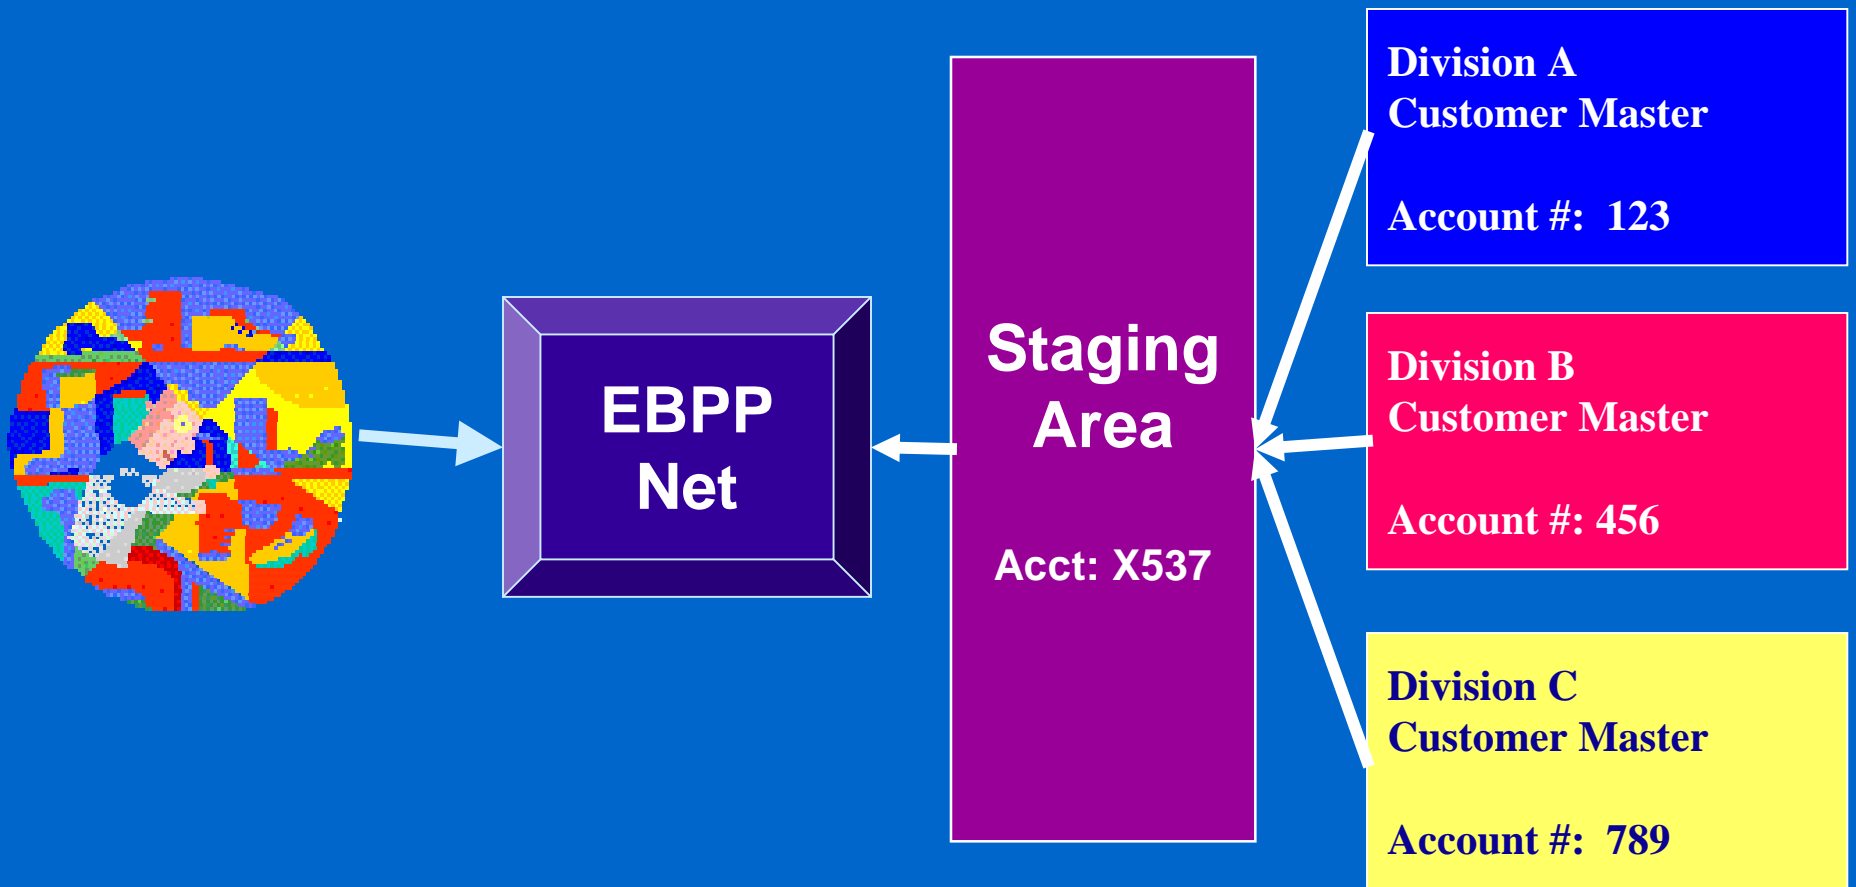 EBPP
Net
Staging
Area
Acct: X537
Division A
Customer Master
Account #: 123
Division B
Customer Master
Account #: 456
Division C
Customer Master
Account #: 789